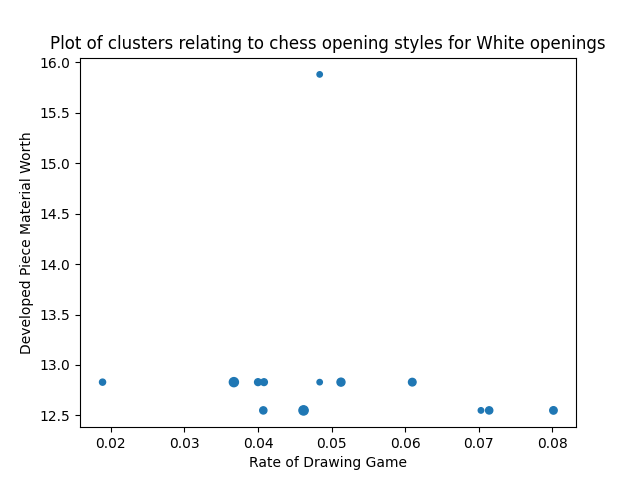 Plot of clusters relating to chess opening styles for White openings
16.0
15.5
15.0
14.5
14.0
13.5
13.0
12.5
Developed Piece Material Worth
0.02 0.03 0.04 0.05 0.06 0.07 0.08
Rate of Drawing Game